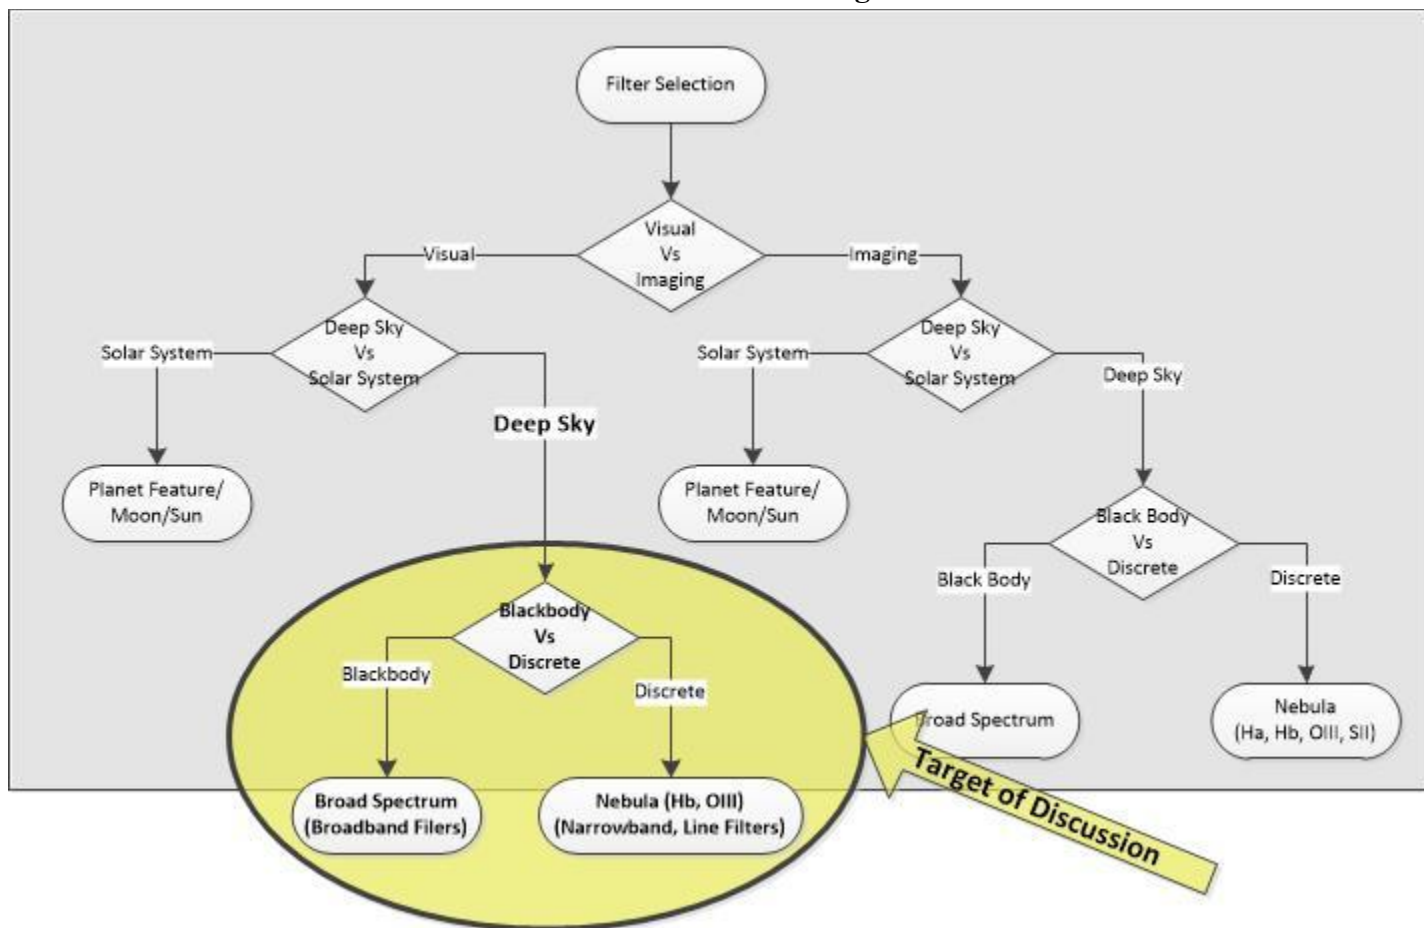 Filter Selection
Visual
Vs
Imaging
Visual
Imaging
Deep Sky
Vs
Solar System
Solar System
Deep Sky
Planet Feature/
Moon/Sun
Deep Sky
Vs
Solar System
Solar System
Deep Sky
Planet Feature/
Moon/Sun
Blackbody
Vs
Discrete
Blackbody
Discrete
Broad Spectrum
(Broadband Filers)
Nebula (Hb, OIII)
(Narrowband, Line Filters)
Black Body
Vs
Discrete
Black Body
Discrete
Broad Spectrum
Nebula
(Ha, Hb, OIII, SII)
Target of Discussion